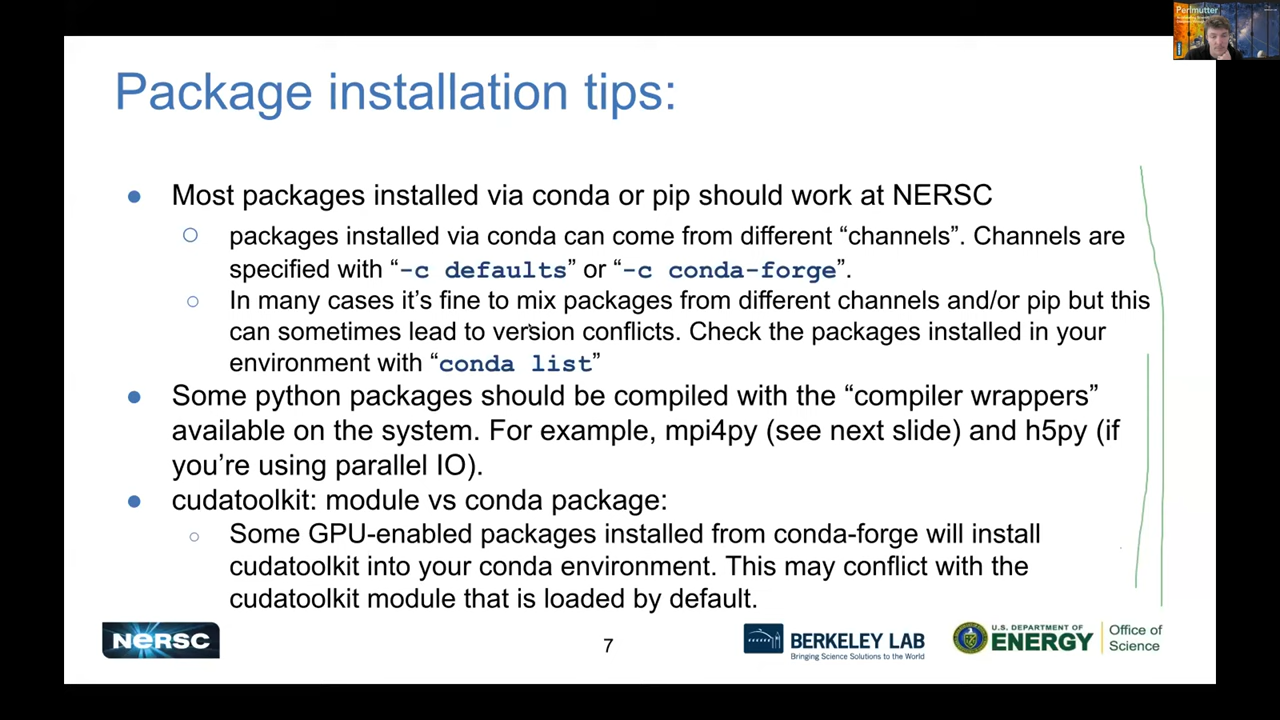 Perlmutter
Package installation tips:
● Most packages installed via conda or pip should work at NERSC
○ packages installed via conda can come from different “channels”. Channels are
specified with “-c defaults” or “-c conda-forge”.
○ In many cases it’s fine to mix packages from different channels and/or pip but this
can sometimes lead to version conflicts. Check the packages installed in your
environment with “conda list”
● Some python packages should be compiled with the “compiler wrappers”
available on the system. For example, mpi4py (see next slide) and h5py (if
you’re using parallel IO).
● cudatoolkit: module vs conda package:
○ Some GPU-enabled packages installed from conda-forge will install
cudatoolkit into your conda environment. This may conflict with the
cudatoolkit module that is loaded by default.
NERSC
7
BERKELEY LAB
Bringing Science Solutions to the World
U.S. DEPARTMENT OF
ENERGY
Office of
Science